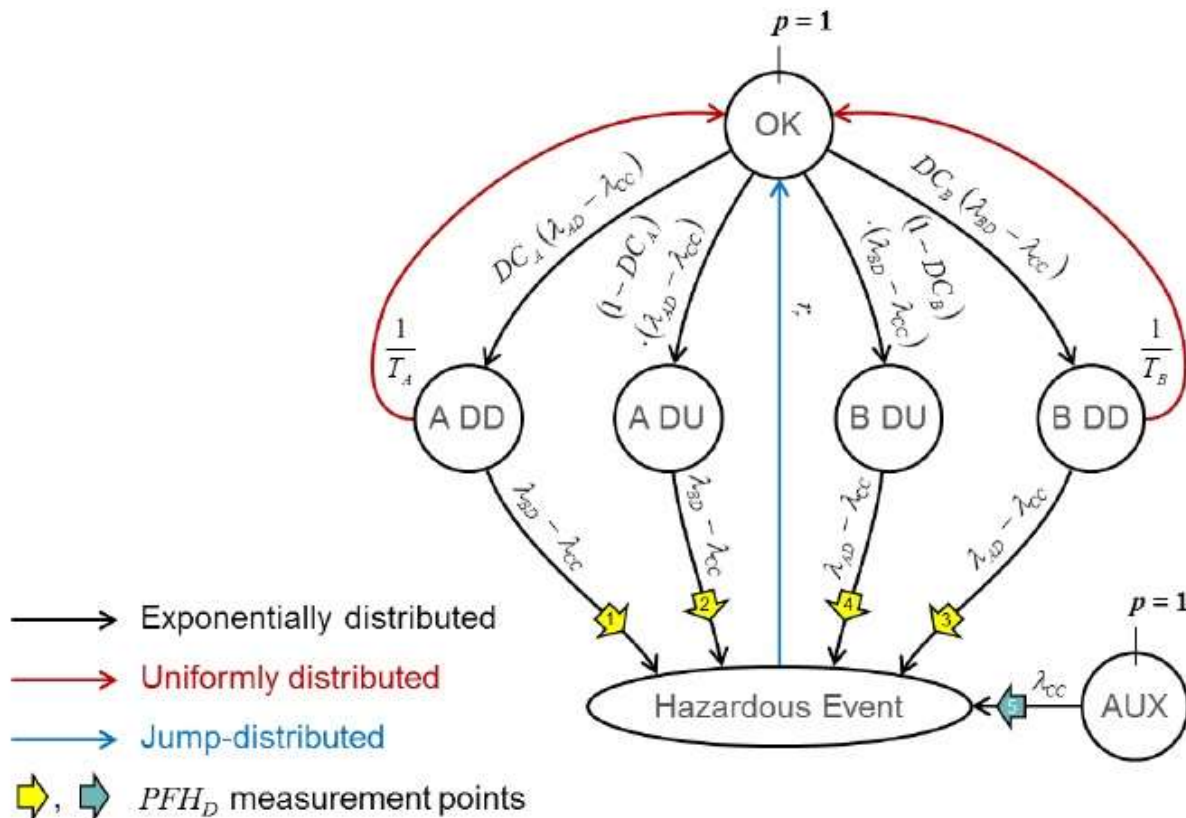 p = 1
OK
DC_A (λ_AD − λ_CC)
(1 − DC_A)
·(λ_AD − λ_CC)
(1 − DC_B)
·(λ_BD − λ_CC)
DC_B (λ_BD − λ_CC)
1/T_A
1/T_B
A DD
A DU
B DU
B DD
λ_BD − λ_CC
λ_BD − λ_CC
λ_AD − λ_CC
λ_AD − λ_CC
1
2
4
3
p = 1
Hazardous Event
5
λ_CC
AUX
Exponentially distributed
Uniformly distributed
Jump-distributed
, PFH_D measurement points